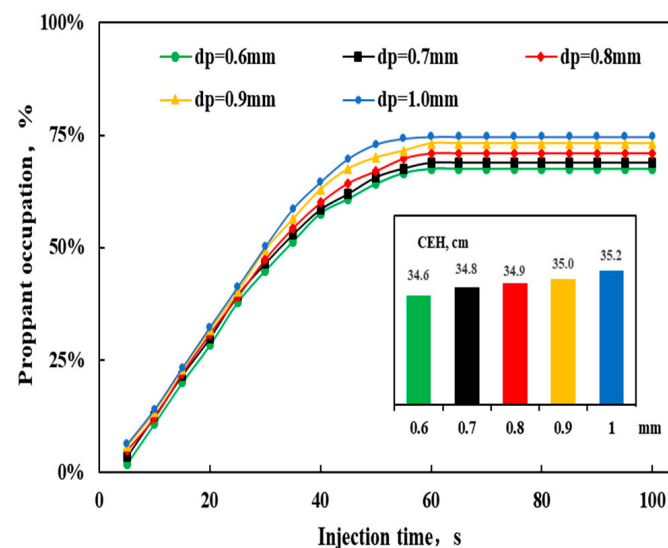 100%
dp=0.6mm dp=0.7mm dp=0.8mm
dp=0.9mm dp=1.0mm
75%
Proppant occupation，%
50%
CEH, cm
34.6 34.8 34.9 35.0 35.2
25%
0.6 0.7 0.8 0.9 1 mm
0%
0 20 40 60 80 100
Injection time，s